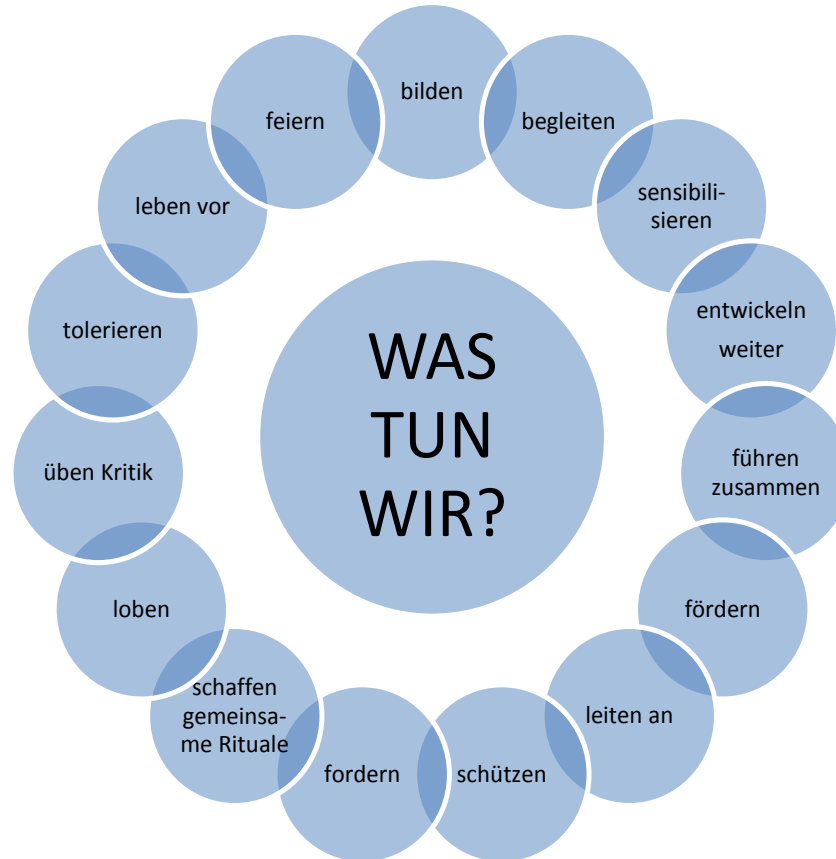 WAS
TUN
WIR?
bilden
begleiten
sensibili-
sieren
entwickeln
weiter
führen
zusammen
fördern
leiten an
schützen
fordern
schaffen
gemeinsa-
me Rituale
loben
üben Kritik
tolerieren
leben vor
feiern